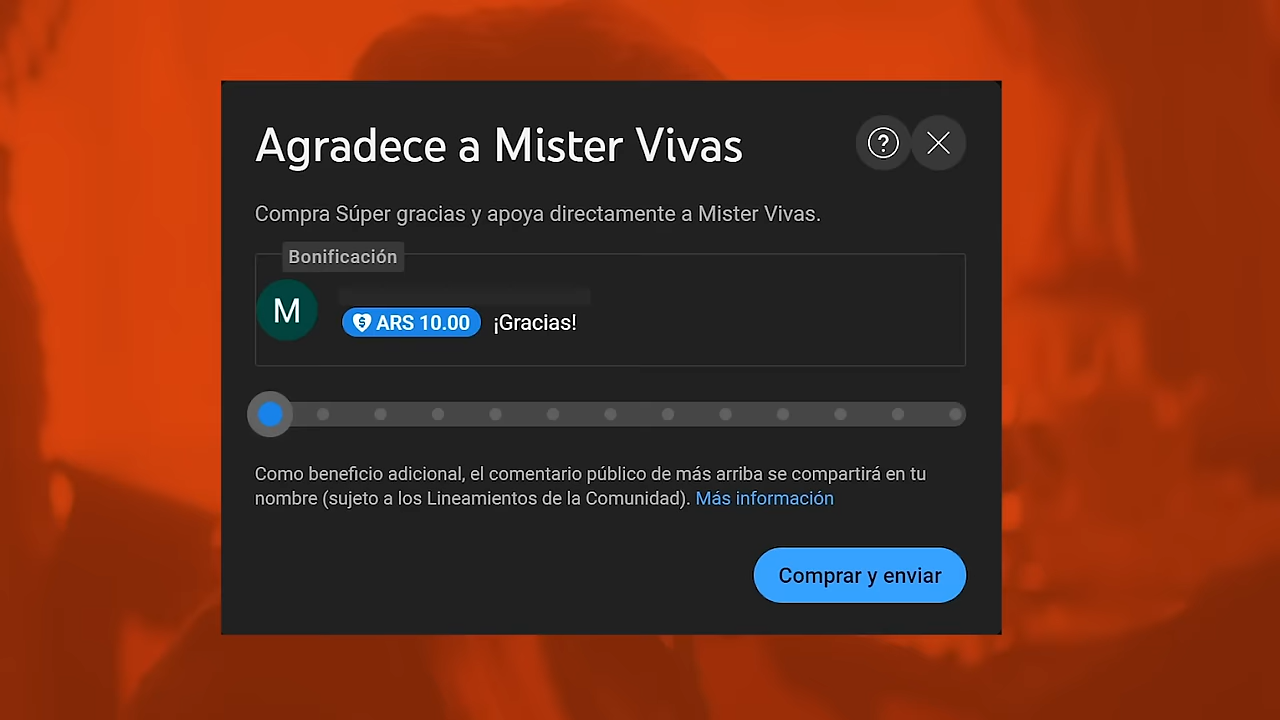 Agradece a Mister Vivas
Compra Súper gracias y apoya directamente a Mister Vivas.
Bonificación
M
ARS 10.00 ¡Gracias!
Como beneficio adicional, el comentario público de más arriba se compartirá en tu
nombre (sujeto a los Lineamientos de la Comunidad). Más información
Comprar y enviar